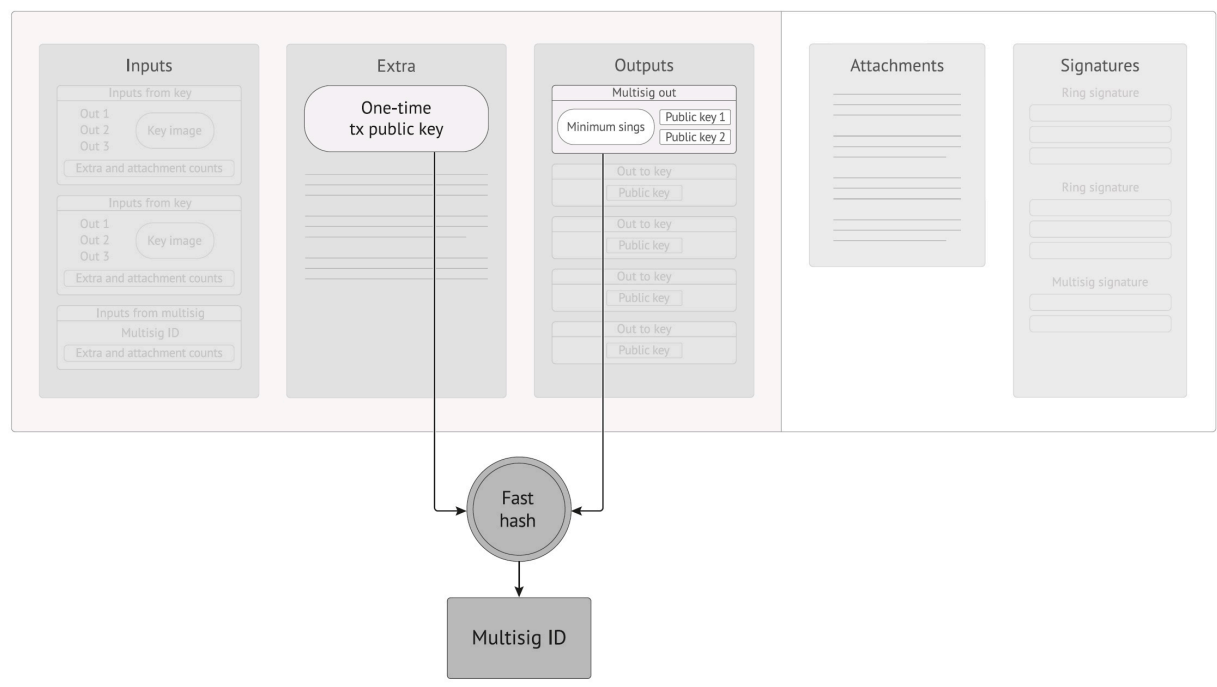 Inputs
Inputs from key
Out 1
Out 2
Out 3
Key image
Extra and attachment counts
Inputs from key
Out 1
Out 2
Out 3
Key image
Extra and attachment counts
Inputs from multisig
Multisig ID
Extra and attachment counts
Extra
One-time
tx public key
Outputs
Multisig out
Minimum sings
Public key 1
Public key 2
Out to key
Public key
Out to key
Public key
Out to key
Public key
Out to key
Public key
Attachments
Signatures
Ring signature
Ring signature
Multisig signature
Fast
hash
Multisig ID